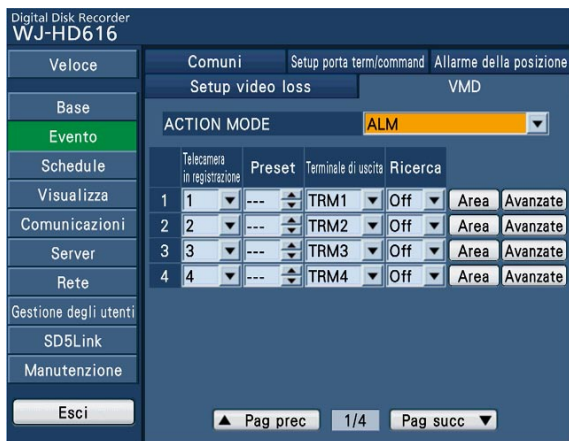 Digital Disk Recorder
WJ-HD616
Veloce
Base
Evento
Schedule
Visualizza
Comunicazioni
Server
Rete
Gestione degli utenti
SD5Link
Manutenzione
Esci
Comuni Setup porta term/command Allarme della posizione
Setup video loss VMD
ACTION MODE ALM
Telecamera in registrazione Preset Terminale di uscita Ricerca
1 1 --- TRM1 Off Area Avanzate
2 2 --- TRM2 Off Area Avanzate
3 3 --- TRM3 Off Area Avanzate
4 4 --- TRM4 Off Area Avanzate
▲ Pag prec 1/4 Pag succ ▼